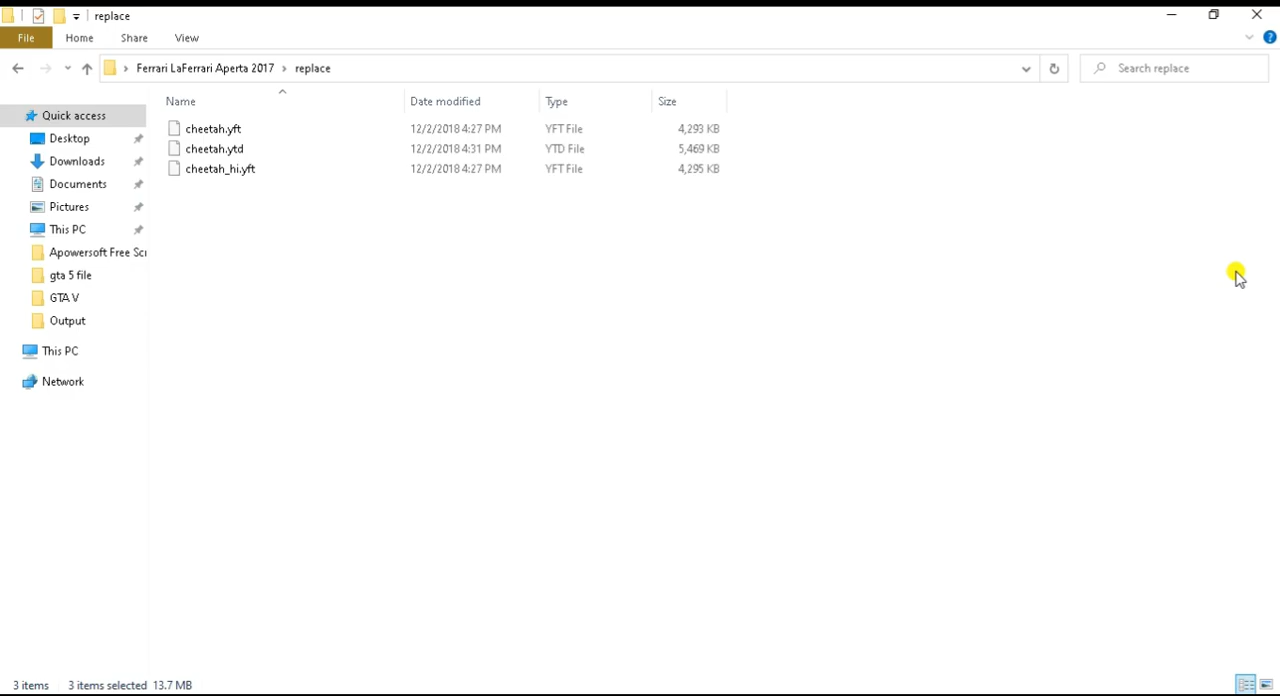 replace
File Home Share View
Ferrari LaFerrari Aperta 2017 › replace
Search replace
Name Date modified Type Size
cheetah.yft 12/2/2018 4:27 PM YFT File 4,293 KB
cheetah.ytd 12/2/2018 4:31 PM YTD File 5,469 KB
cheetah_hi.yft 12/2/2018 4:27 PM YFT File 4,295 KB
Quick access
Desktop
Downloads
Documents
Pictures
This PC
Apowersoft Free Scr
gta 5 file
GTA V
Output
This PC
Network
3 items 3 items selected 13.7 MB